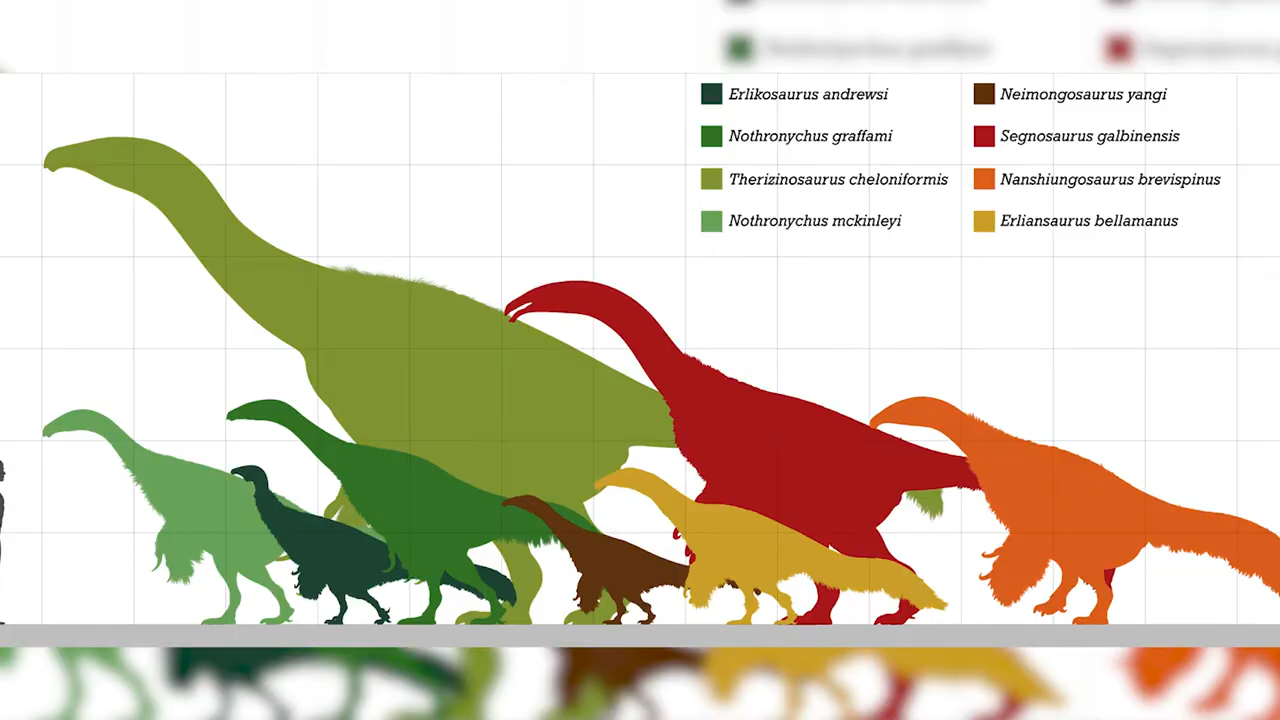 Erlikosaurus andrewsi
Nothronychus graffami
Therizinosaurus cheloniformis
Nothronychus mckinleyi
Neimongosaurus yangi
Segnosaurus galbinensis
Nanshiungosaurus brevispinus
Erliansaurus bellamanus